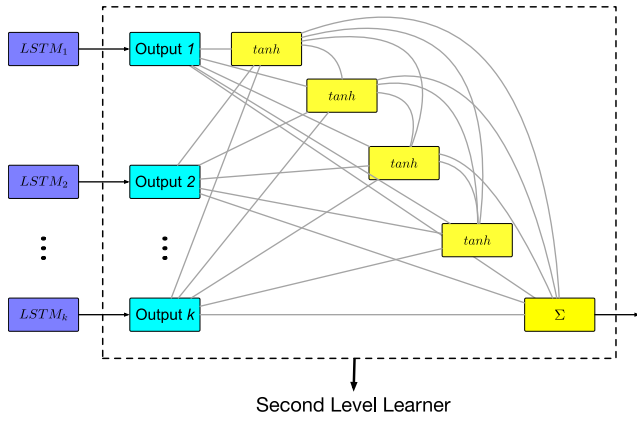 LSTM₁
Output 1
tanh
tanh
tanh
LSTM₂
Output 2
tanh
LSTMₖ
Output k
Σ
Second Level Learner